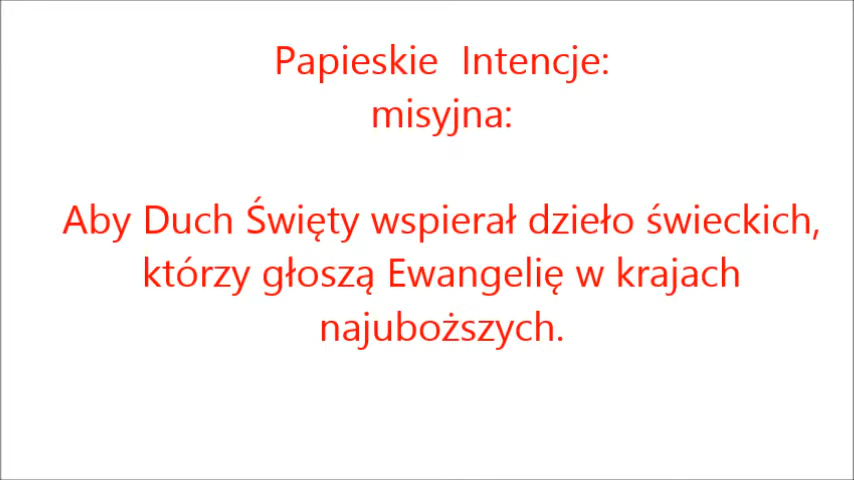 Papieskie Intencje:
misyjna:
Aby Duch Święty wspierał dzieło świeckich,
którzy głoszą Ewangelię w krajach
najuboższych.